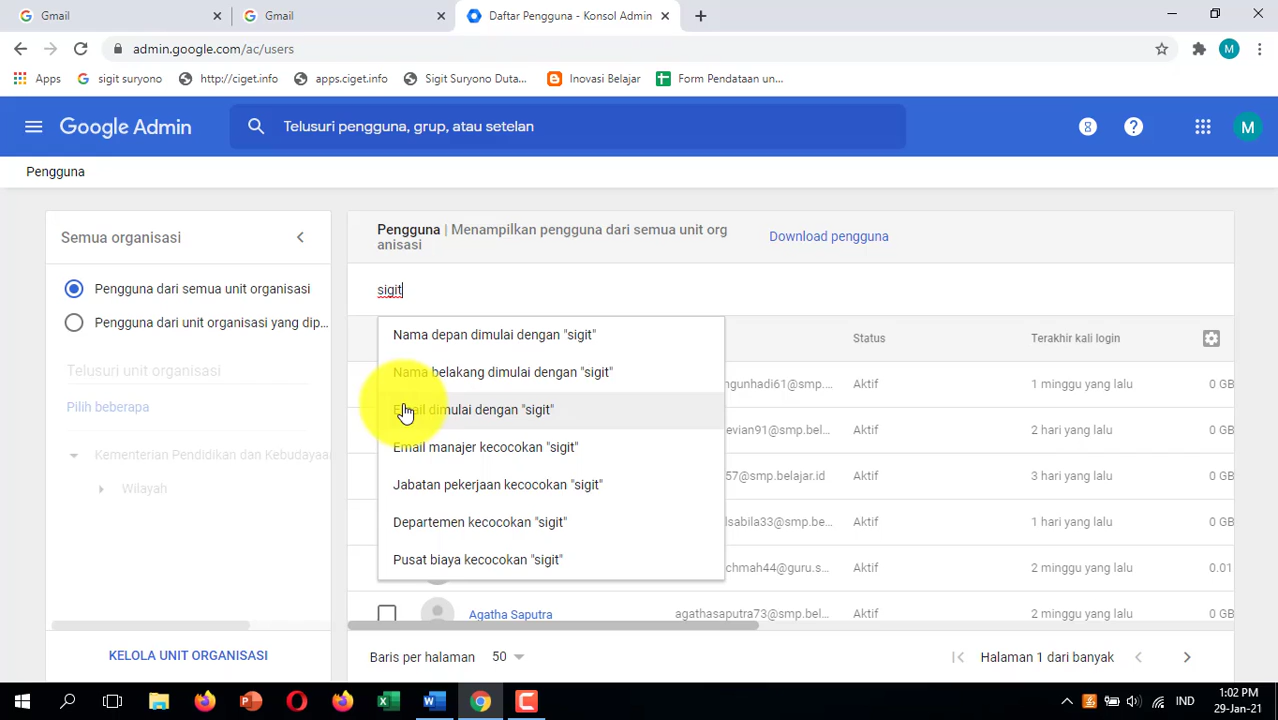 Gmail
Gmail
Daftar Pengguna - Konsol Admin
admin.google.com/ac/users
M
Apps
sigit suryono
http://ciget.info
apps.ciget.info
Sigit Suryono Duta...
Inovasi Belajar
Form Pendataan un...
Google Admin
Telusuri pengguna, grup, atau setelan
M
Pengguna
Semua organisasi
Pengguna dari semua unit organisasi
Pengguna dari unit organisasi yang dip...
Telusuri unit organisasi
Pilih beberapa
Kementerian Pendidikan dan Kebudayaa
Wilayah
KELOLA UNIT ORGANISASI
Pengguna | Menampilkan pengguna dari semua unit org
anisasi
Download pengguna
sigit
Nama depan dimulai dengan "sigit"
Nama belakang dimulai dengan "sigit"
Email dimulai dengan "sigit"
Email manajer kecocokan "sigit"
Jabatan pekerjaan kecocokan "sigit"
Departemen kecocokan "sigit"
Pusat biaya kecocokan "sigit"
Status
Terakhir kali login
ngunhadi61@smp....
Aktif
1 minggu yang lalu
0 GB
evian91@smp.bel...
Aktif
2 hari yang lalu
0 GB
57@smp.belajar.id
Aktif
3 hari yang lalu
0 GB
lsabila33@smp.be...
Aktif
1 hari yang lalu
0 GB
chmah44@guru.s...
Aktif
2 minggu yang lalu
0.01
Agatha Saputra
agathasaputra73@smp.bel...
Aktif
2 minggu yang lalu
0 GB
Baris per halaman
50
Halaman 1 dari banyak
IND
1:02 PM
29-Jan-21